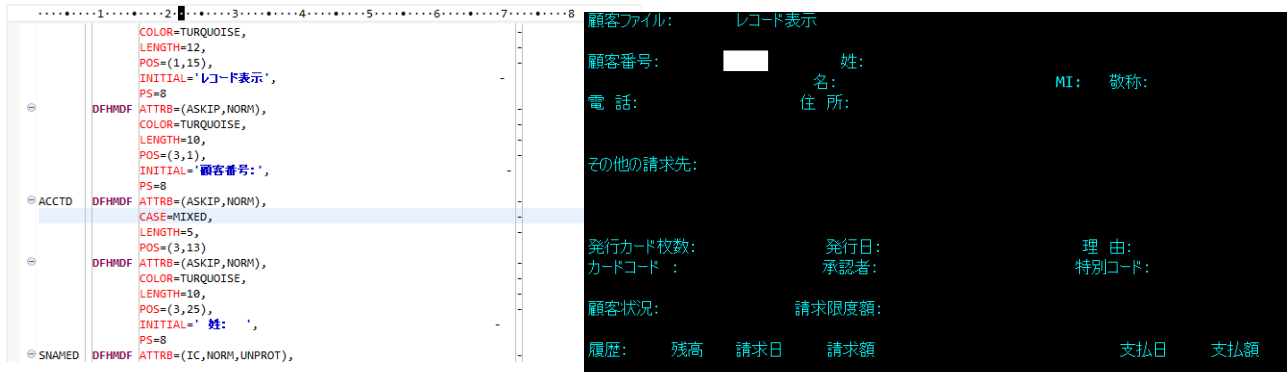 ····●····1····●····2·█··●····3····●····4····●····5····●····6····●····7·●····8
COLOR=TURQUOISE, -
LENGTH=12, -
POS=(1,15), -
INITIAL='レコード表示', -
PS=8
DFHMDF ATTRB=(ASKIP,NORM), -
COLOR=TURQUOISE, -
LENGTH=10, -
POS=(3,1), -
INITIAL='顧客番号:', -
PS=8
ACCTD DFHMDF ATTRB=(ASKIP,NORM), -
CASE=MIXED, -
LENGTH=5, -
POS=(3,13)
DFHMDF ATTRB=(ASKIP,NORM), -
COLOR=TURQUOISE, -
LENGTH=10, -
POS=(3,25), -
INITIAL=' 姓: ', -
PS=8
SNAMED DFHMDF ATTRB=(IC,NORM,UNPROT), -
顧客ファイル: レコード表示
顧客番号: 姓:
名: MI: 敬称:
電 話: 住 所:
その他の請求先:
発行カード枚数: 発行日: 理 由:
カードコード : 承認者: 特別コード:
顧客状況: 請求限度額:
履歴: 残高 請求日 請求額 支払日 支払額